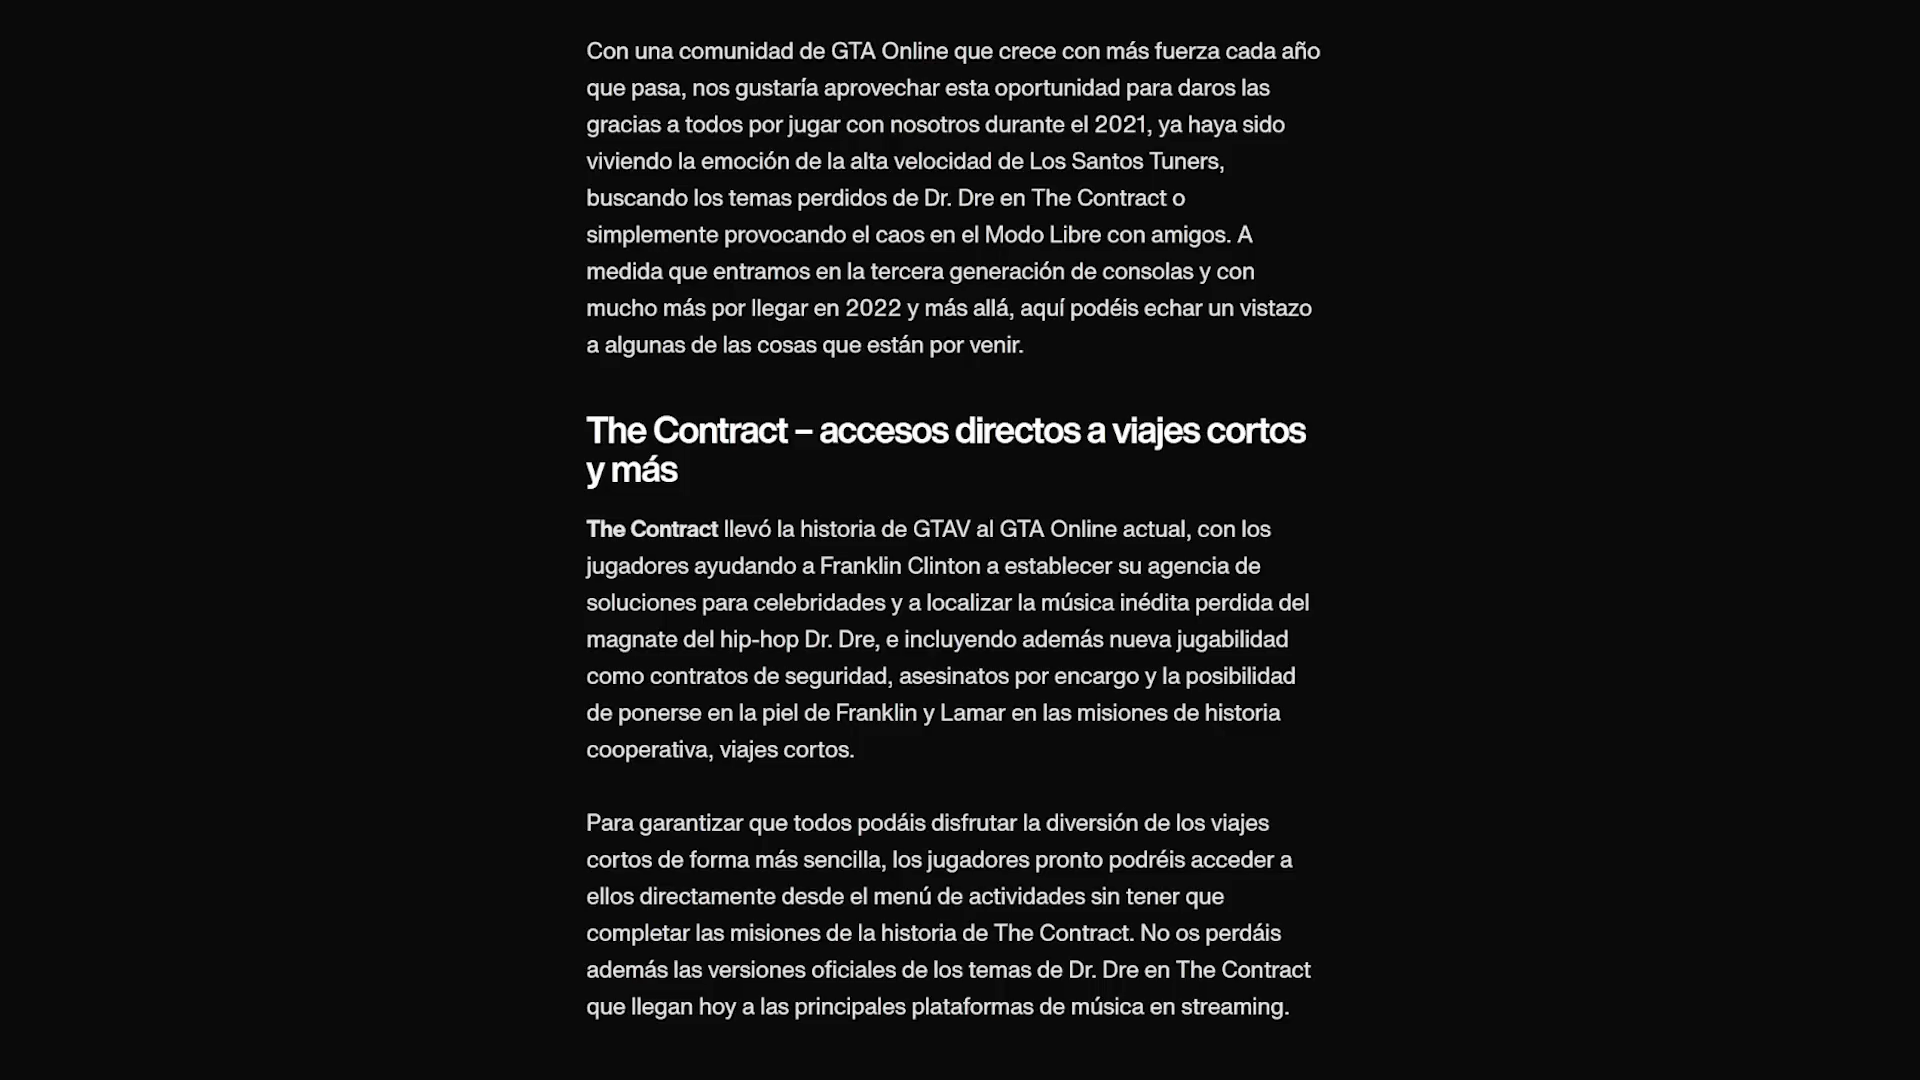 Con una comunidad de GTA Online que crece con más fuerza cada año
que pasa, nos gustaría aprovechar esta oportunidad para daros las
gracias a todos por jugar con nosotros durante el 2021, ya haya sido
viviendo la emoción de la alta velocidad de Los Santos Tuners,
buscando los temas perdidos de Dr. Dre en The Contract o
simplemente provocando el caos en el Modo Libre con amigos. A
medida que entramos en la tercera generación de consolas y con
mucho más por llegar en 2022 y más allá, aquí podéis echar un vistazo
a algunas de las cosas que están por venir.
The Contract – accesos directos a viajes cortos
y más
The Contract llevó la historia de GTAV al GTA Online actual, con los
jugadores ayudando a Franklin Clinton a establecer su agencia de
soluciones para celebridades y a localizar la música inédita perdida del
magnate del hip-hop Dr. Dre, e incluyendo además nueva jugabilidad
como contratos de seguridad, asesinatos por encargo y la posibilidad
de ponerse en la piel de Franklin y Lamar en las misiones de historia
cooperativa, viajes cortos.
Para garantizar que todos podáis disfrutar la diversión de los viajes
cortos de forma más sencilla, los jugadores pronto podréis acceder a
ellos directamente desde el menú de actividades sin tener que
completar las misiones de la historia de The Contract. No os perdáis
además las versiones oficiales de los temas de Dr. Dre en The Contract
que llegan hoy a las principales plataformas de música en streaming.